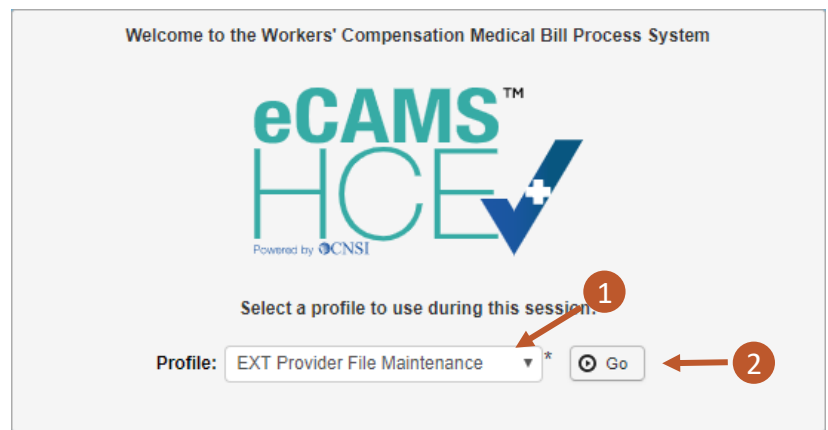 Welcome to the Workers' Compensation Medical Bill Process System
eCAMS™
HCE
Powered by CNSI
1
Select a profile to use during this session:
Profile: EXT Provider File Maintenance * Go 2